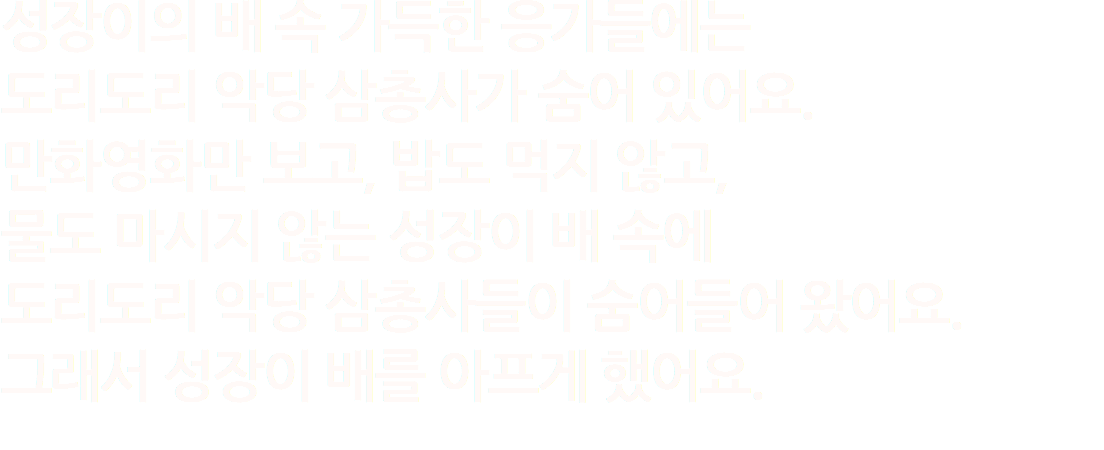 성장이의 배 속 가득한 응가들에는
도리도리 악당 삼총사가 숨어 있어요.
만화영화만 보고, 밥도 먹지 않고,
물도 마시지 않는 성장이 배 속에
도리도리 악당 삼총사들이 숨어들어 왔어요.
그래서 성장이 배를 아프게 했어요.